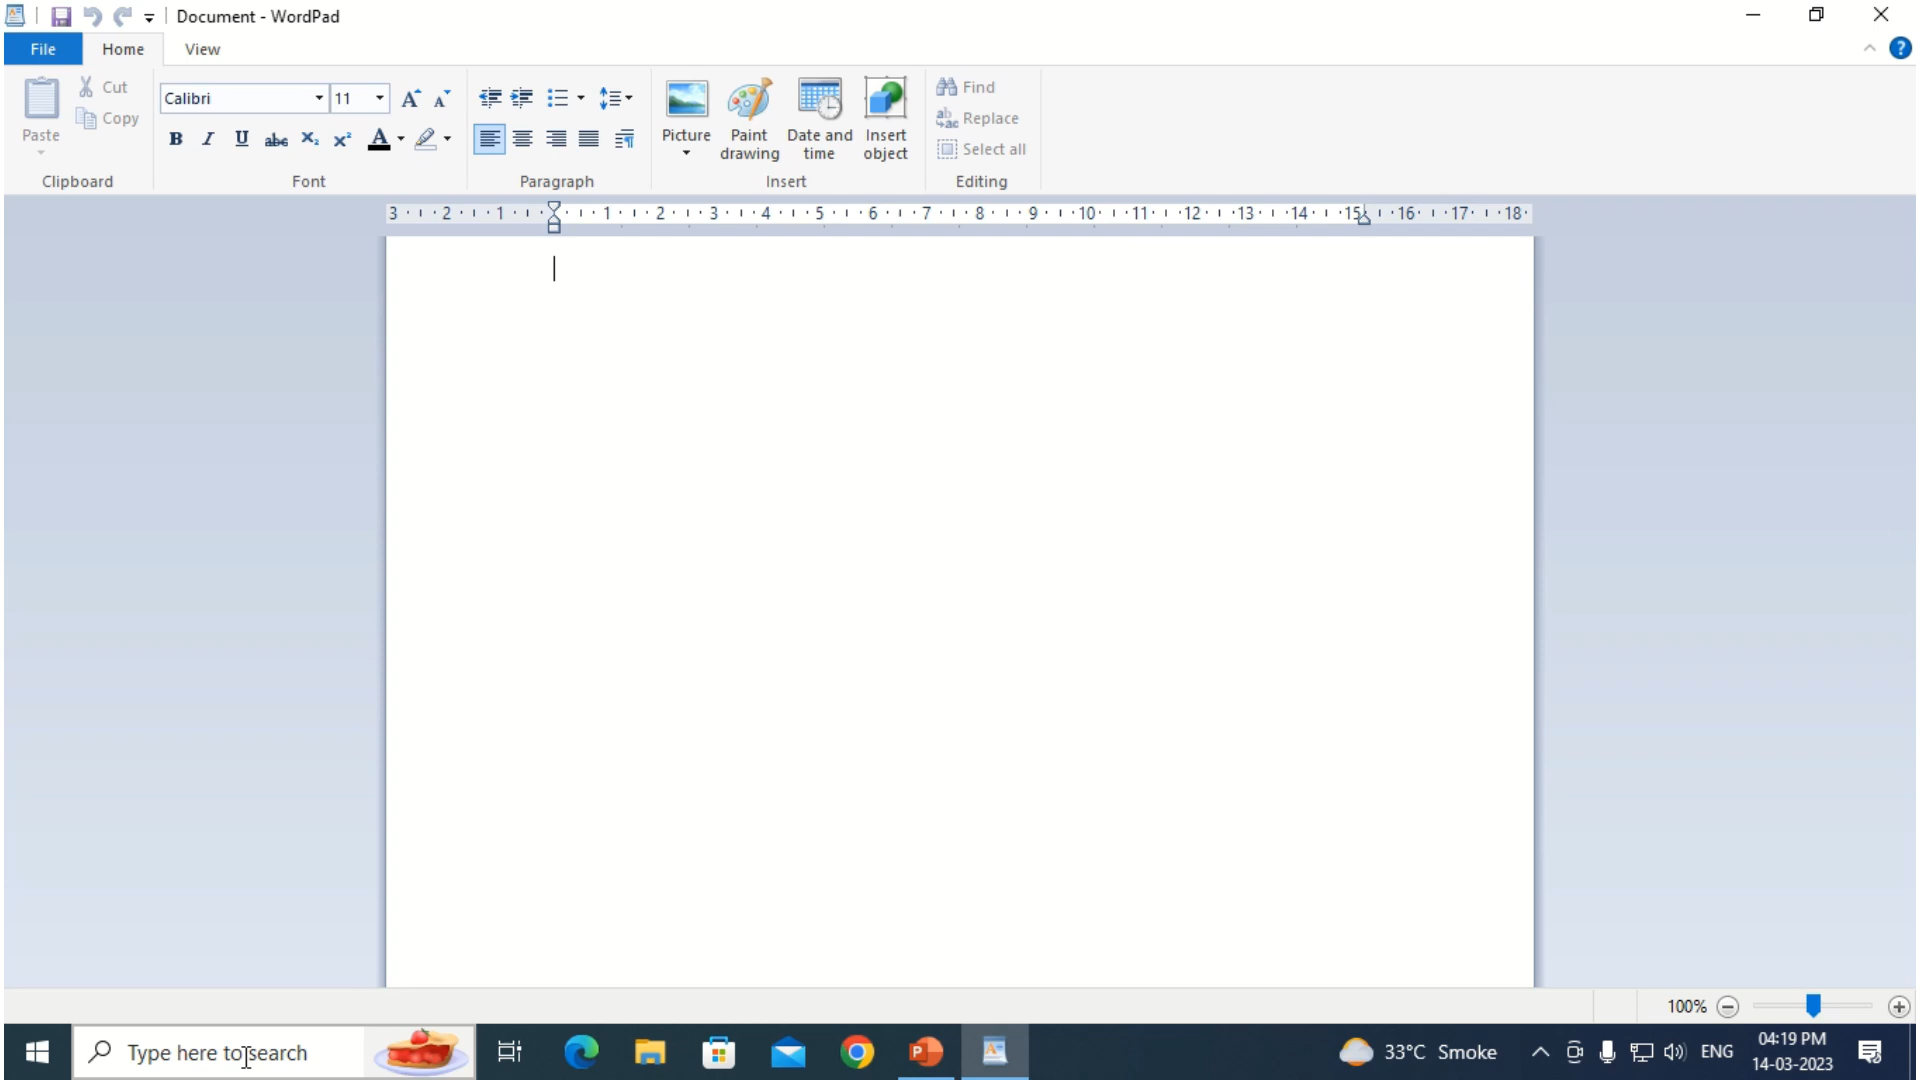 Document - WordPad
File Home View
Paste
Cut
Copy
Clipboard
Calibri 11
B I U abc X₂ X²
A A A
Font
Paragraph
Picture
Paint drawing
Date and time
Insert object
Insert
Find
Replace
Select all
Editing
3 2 1 1 2 3 4 5 6 7 8 9 10 11 12 13 14 15 16 17 18
100%
Type here to search
33°C Smoke
ENG
04:19 PM
14-03-2023